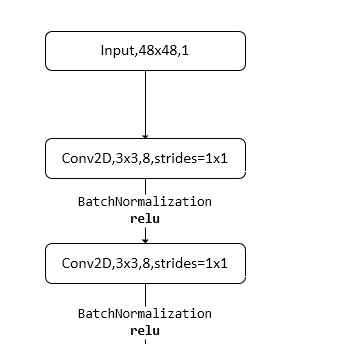 Input,48x48,1
Conv2D,3x3,8,strides=1x1
BatchNormalization
relu
Conv2D,3x3,8,strides=1x1
BatchNormalization
relu